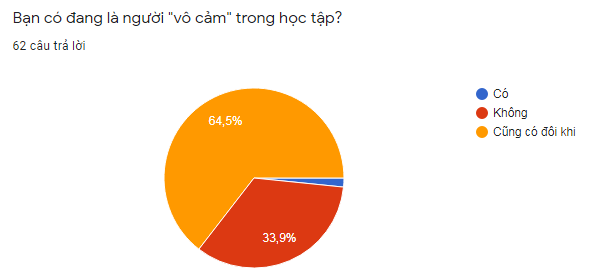 Bạn có đang là người "vô cảm" trong học tập?
62 câu trả lời
Có
Không
Cũng có đôi khi
64,5%
33,9%